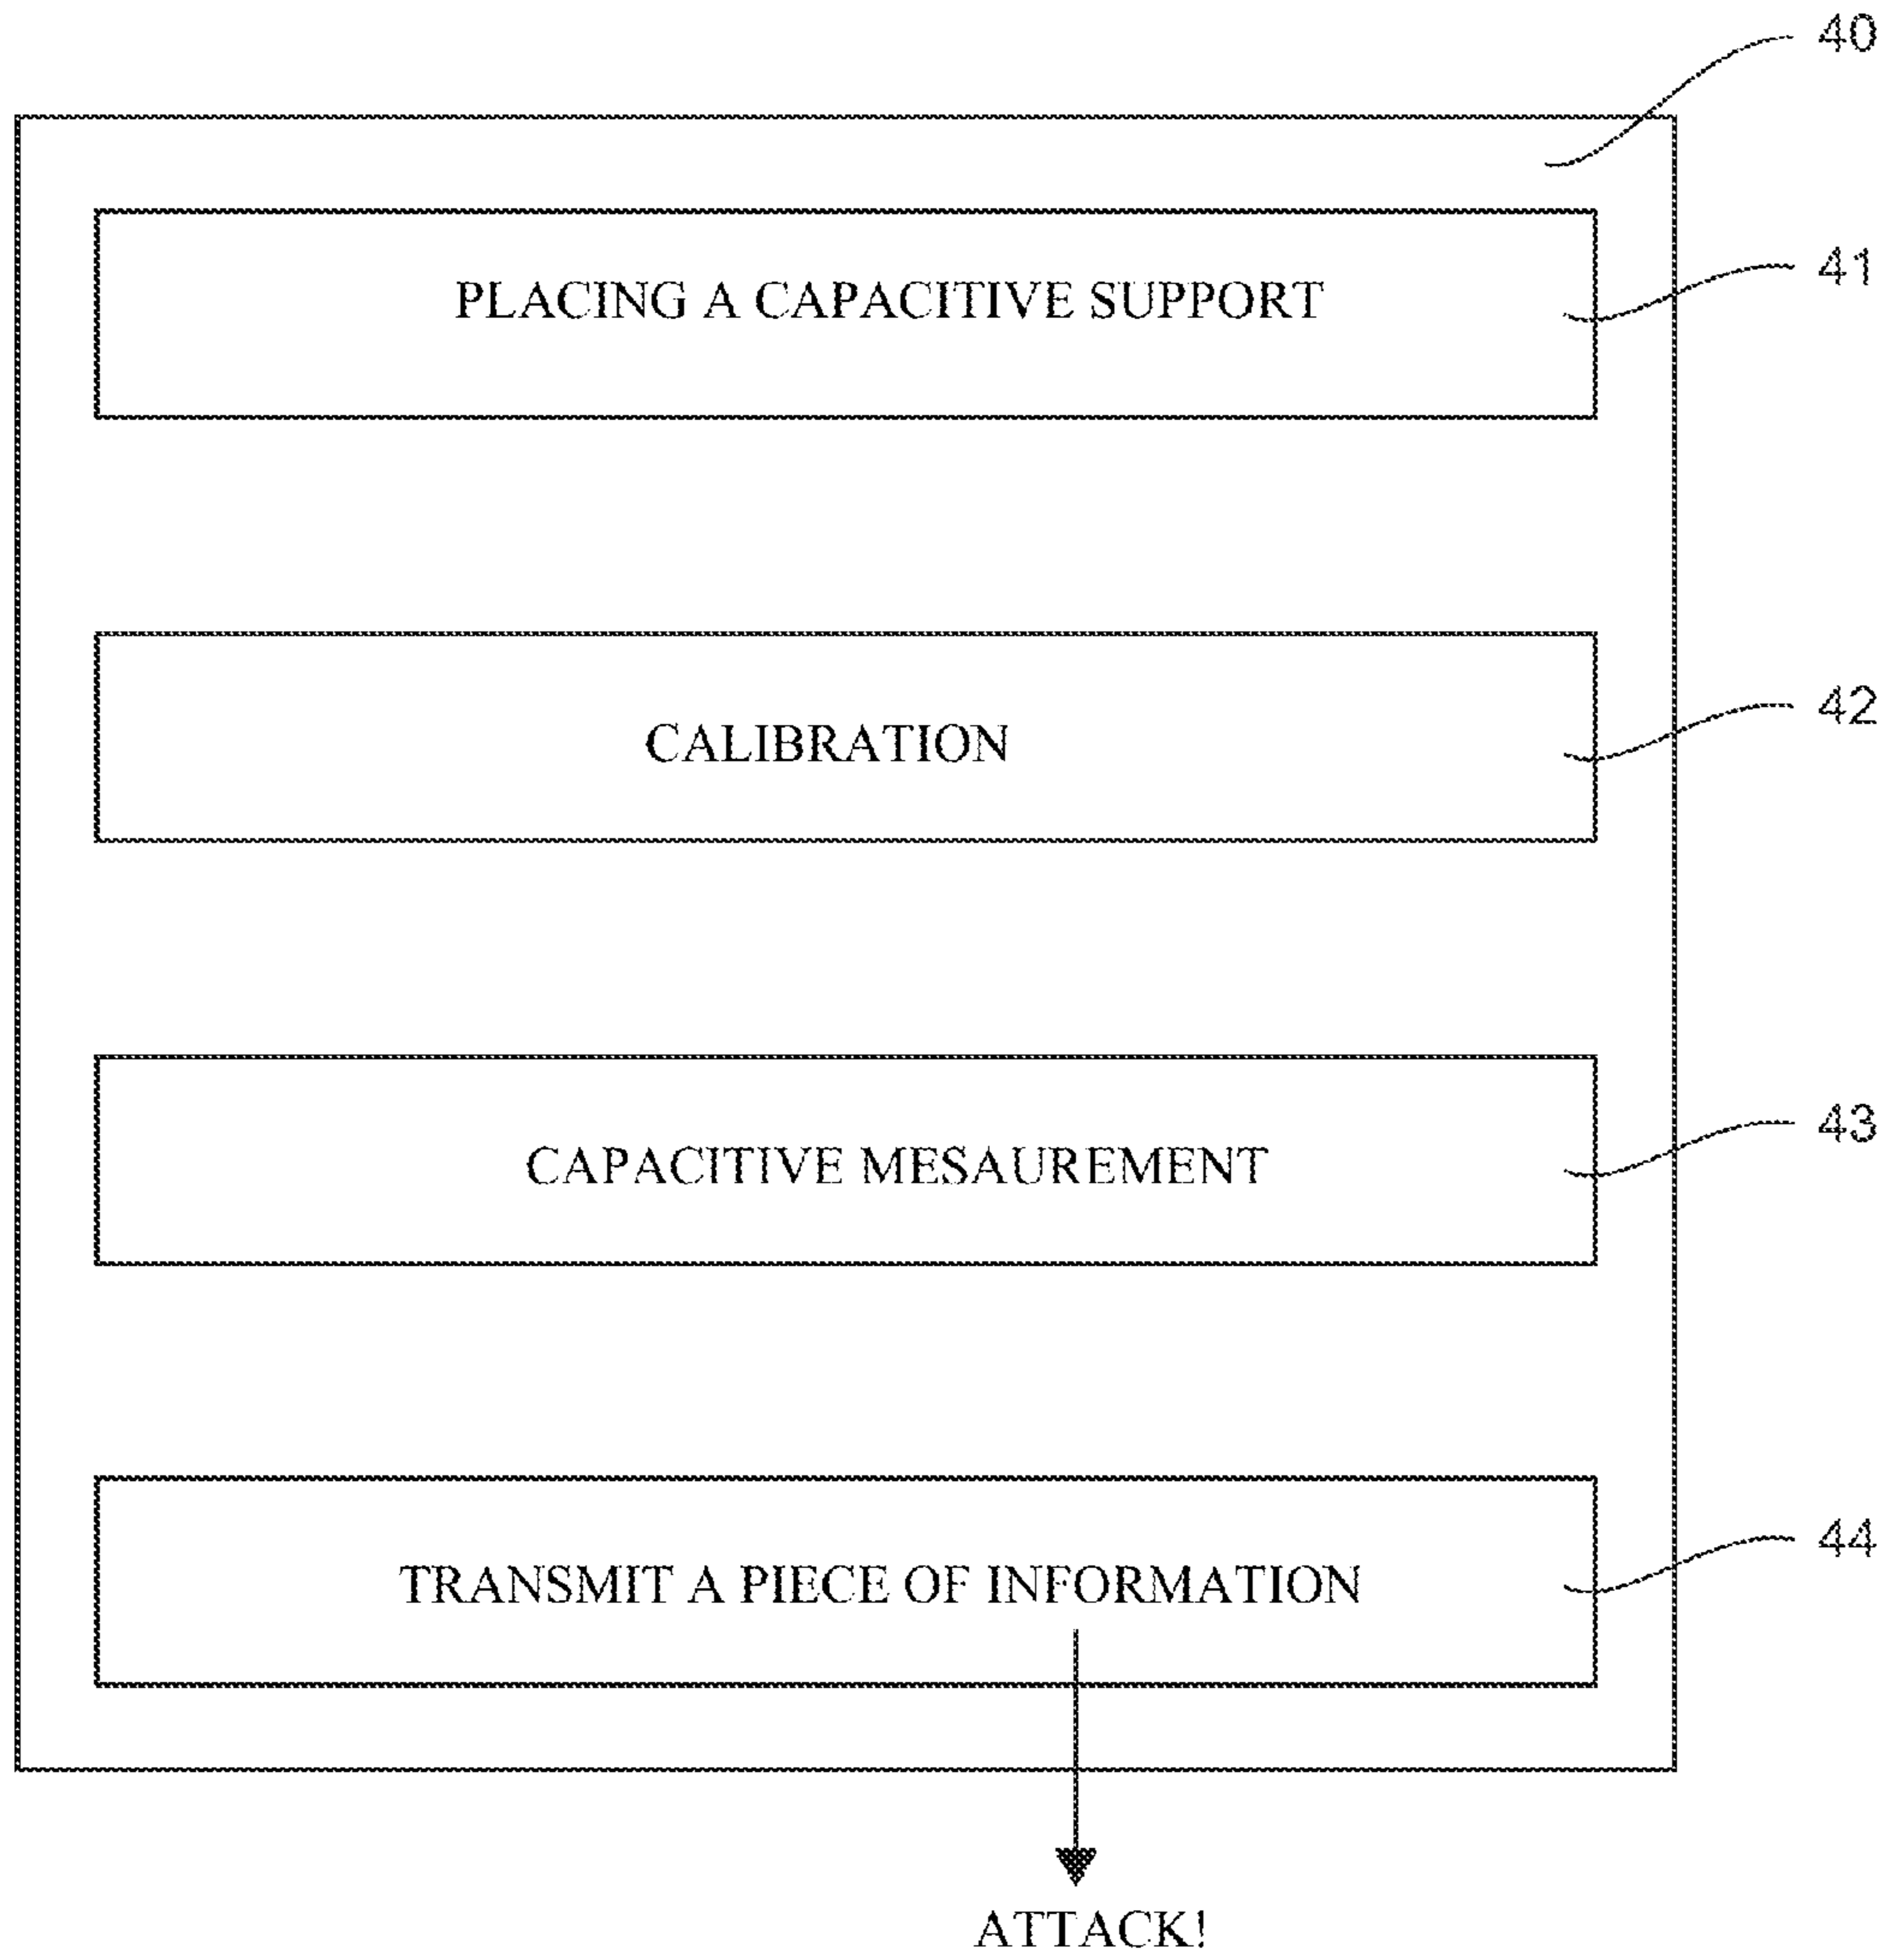 40
PLACING A CAPACITIVE SUPPORT
41
CALIBRATION
42
CAPACITIVE MESAUREMENT
43
TRANSMIT A PIECE OF INFORMATION
44
ATTACK!